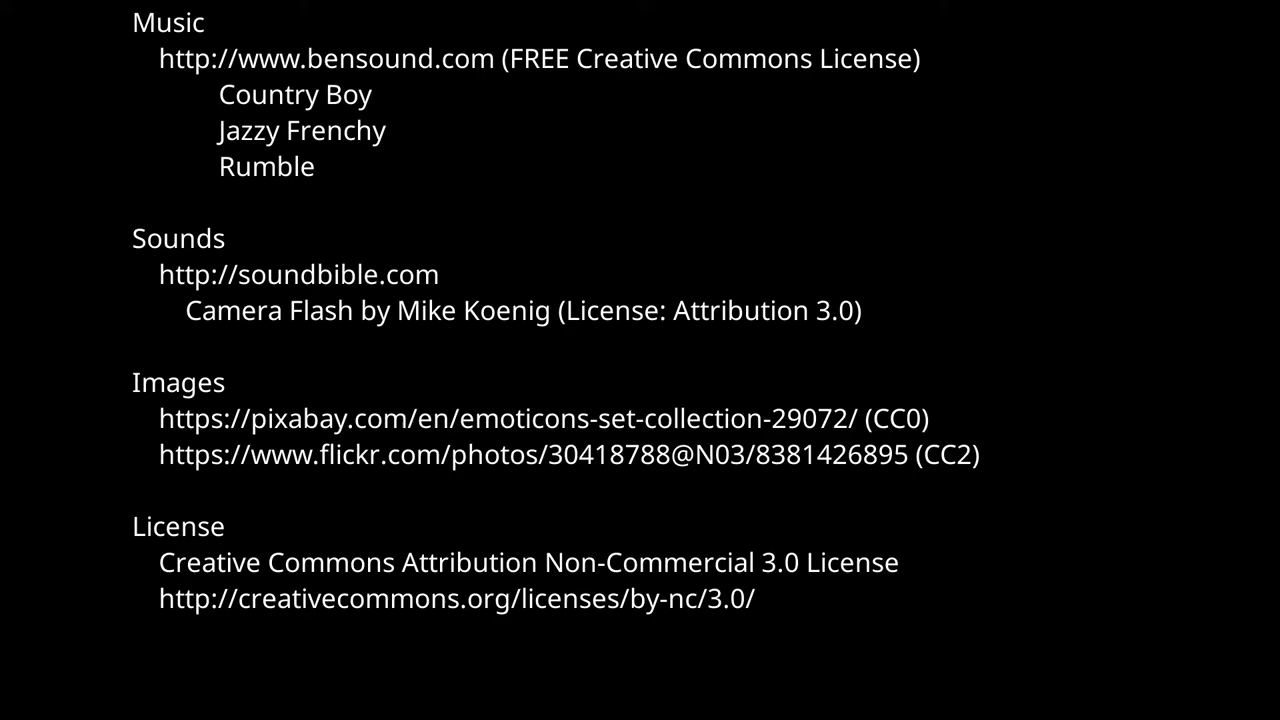 Music
http://www.bensound.com (FREE Creative Commons License)
Country Boy
Jazzy Frenchy
Rumble
Sounds
http://soundbible.com
Camera Flash by Mike Koenig (License: Attribution 3.0)
Images
https://pixabay.com/en/emoticons-set-collection-29072/ (CC0)
https://www.flickr.com/photos/30418788@N03/8381426895 (CC2)
License
Creative Commons Attribution Non-Commercial 3.0 License
http://creativecommons.org/licenses/by-nc/3.0/